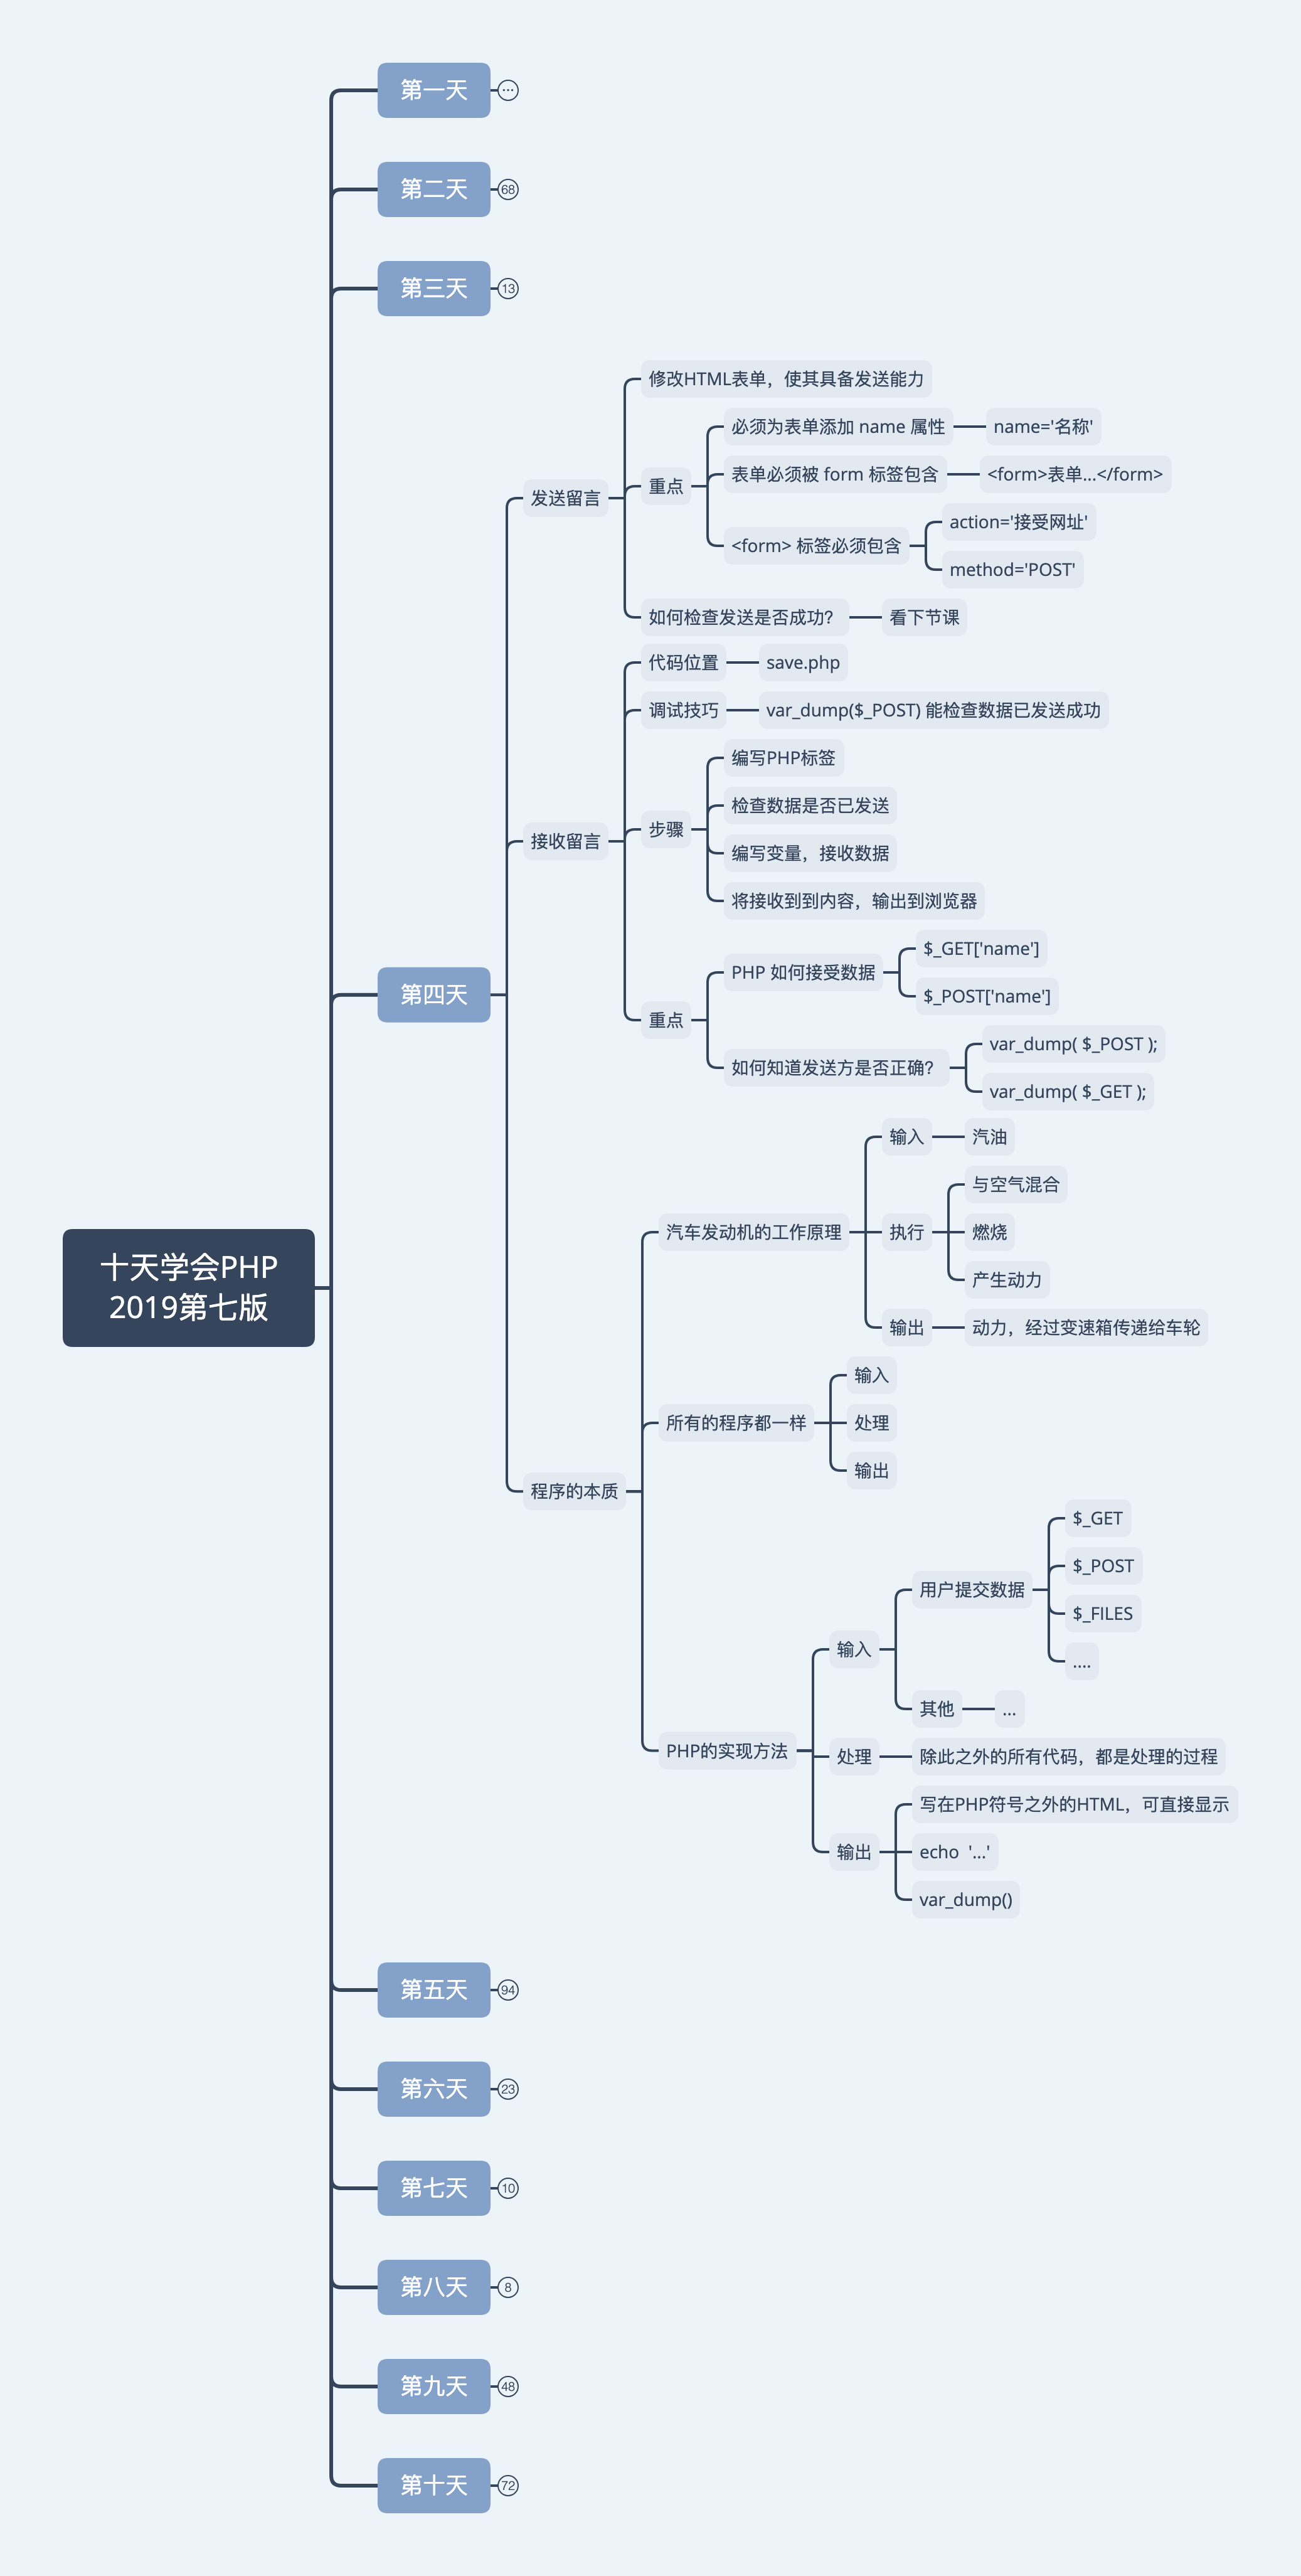 第一天
...
第二天
68
第三天
13
修改HTML表单，使其具备发送能力
必须为表单添加 name 属性
name='名称'
表单必须被 form 标签包含
<form>表单...</form>
重点
发送留言
action='接受网址'
<form> 标签必须包含
method='POST'
如何检查发送是否成功？
看下节课
代码位置
save.php
调试技巧
var_dump($_POST) 能检查数据已发送成功
编写PHP标签
检查数据是否已发送
步骤
接收留言
编写变量，接收数据
将接收到到内容，输出到浏览器
$_GET['name']
PHP 如何接受数据
$_POST['name']
第四天
重点
var_dump( $_POST );
如何知道发送方是否正确？
var_dump( $_GET );
输入
汽油
与空气混合
汽车发动机的工作原理
执行
燃烧
产生动力
十天学会PHP
2019第七版
输出
动力，经过变速箱传递给车轮
输入
所有的程序都一样
处理
输出
程序的本质
$_GET
$_POST
用户提交数据
$_FILES
输入
....
其他
...
PHP的实现方法
处理
除此之外的所有代码，都是处理的过程
写在PHP符号之外的HTML，可直接显示
输出
echo  '...'
var_dump()
第五天
94
第六天
23
第七天
10
第八天
8
第九天
48
第十天
72